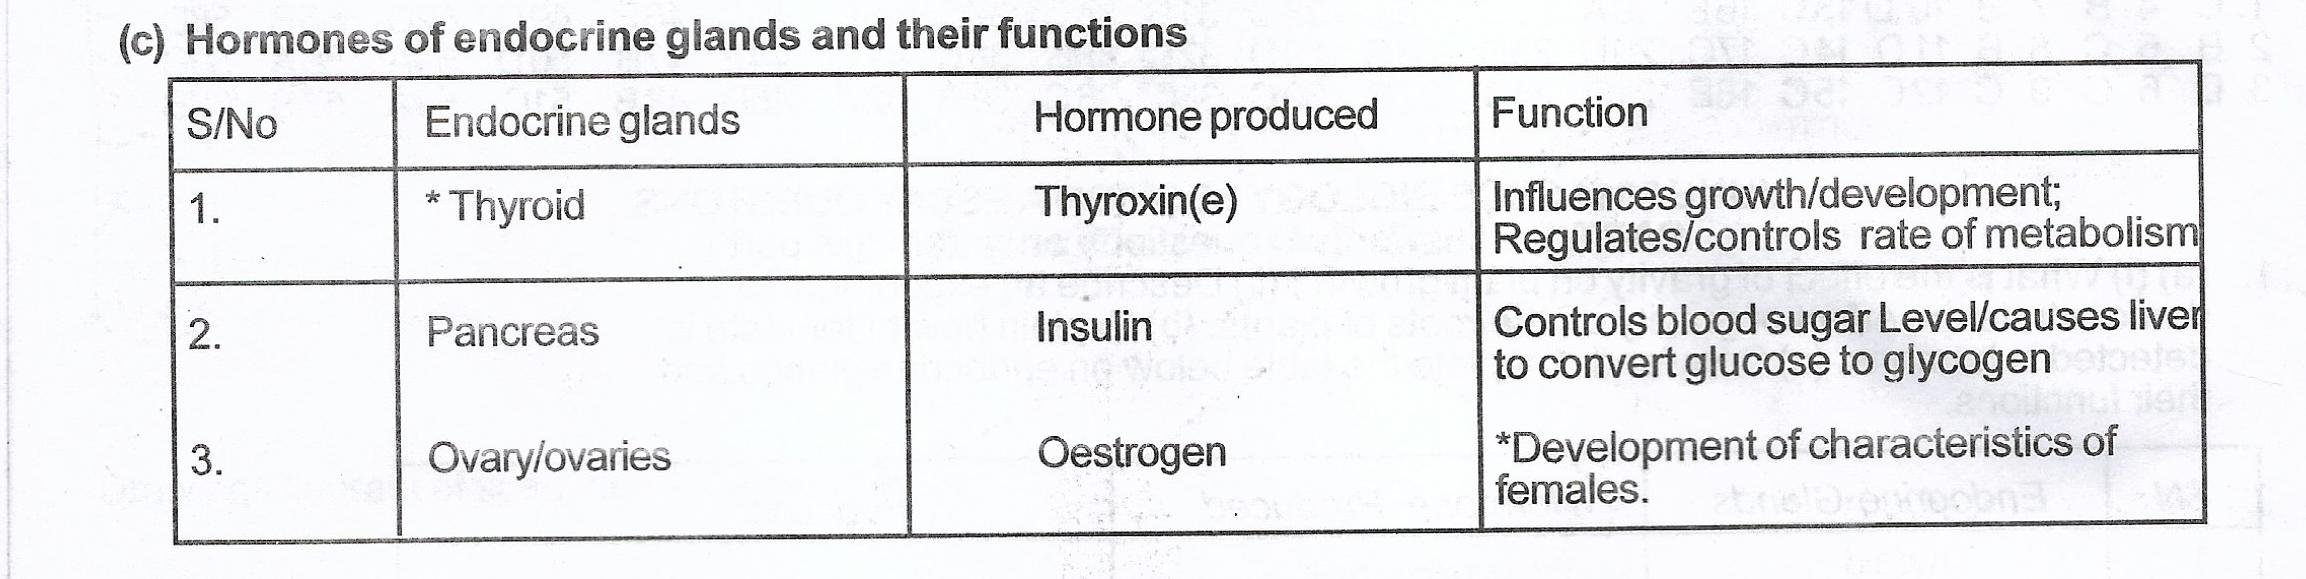 (c) Hormones of endocrine glands and their functions
S/No Endocrine glands Hormone produced Function
1. * Thyroid Thyroxin(e) Influences growth/development;
Regulates/controls rate of metabolism
2. Pancreas Insulin Controls blood sugar Level/causes liver
to convert glucose to glycogen
3. Ovary/ovaries Oestrogen *Development of characteristics of
females.